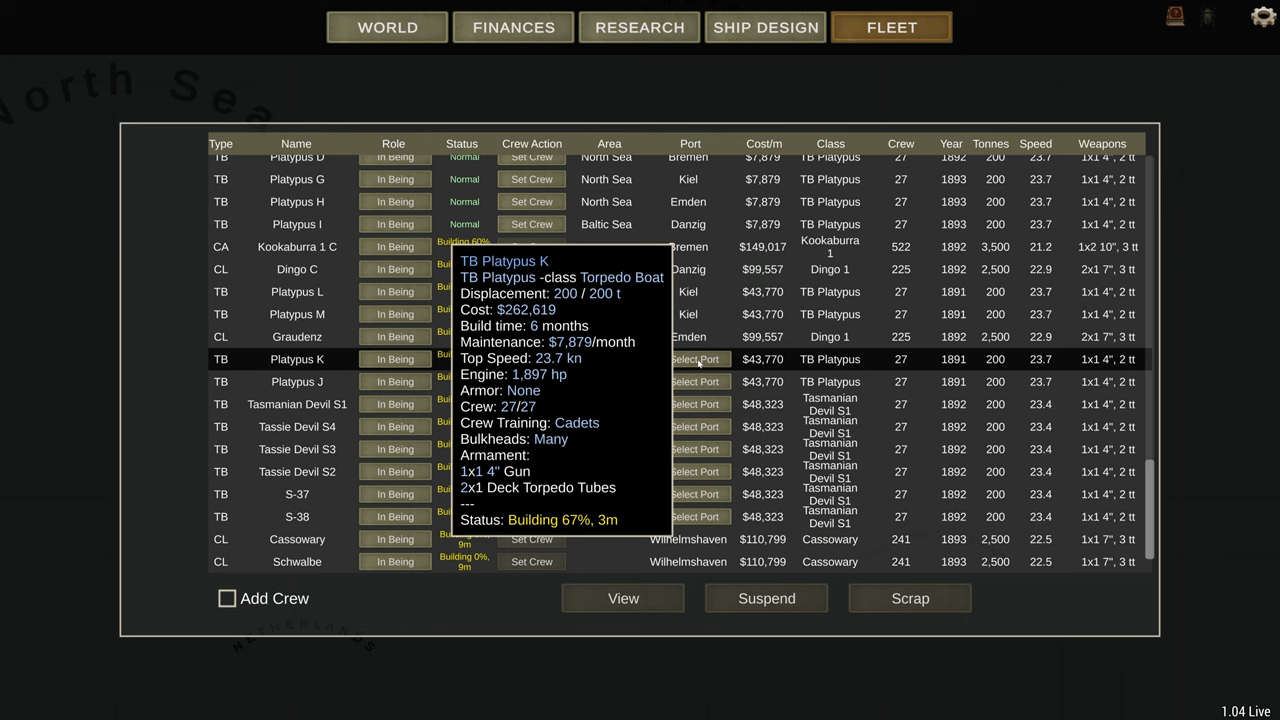 WORLD FINANCES RESEARCH SHIP DESIGN FLEET
North Sea
Type Name Role Status Crew Action Area Port Cost/m Class Crew Year Tonnes Speed Weapons
TB Platypus D In Being Normal Set Crew North Sea Bremen $7,879 TB Platypus 27 1892 200 23.7 1x1 4", 2 tt
TB Platypus G In Being Normal Set Crew North Sea Kiel $7,879 TB Platypus 27 1893 200 23.7 1x1 4", 2 tt
TB Platypus H In Being Normal Set Crew North Sea Emden $7,879 TB Platypus 27 1893 200 23.7 1x1 4", 2 tt
TB Platypus I In Being Normal Set Crew Baltic Sea Danzig $7,879 TB Platypus 27 1893 200 23.7 1x1 4", 2 tt
CA Kookaburra 1 C In Being Building 60%, Bremen $149,017 Kookaburra 1 522 1892 3,500 21.2 1x2 10", 3 tt
CL Dingo C In Being Danzig $99,557 Dingo 1 225 1892 2,500 22.9 2x1 7", 3 tt
TB Platypus L In Being Kiel $43,770 TB Platypus 27 1891 200 23.7 1x1 4", 2 tt
TB Platypus M In Being Kiel $43,770 TB Platypus 27 1891 200 23.7 1x1 4", 2 tt
CL Graudenz In Being Emden $99,557 Dingo 1 225 1892 2,500 22.9 2x1 7", 3 tt
TB Platypus K In Being Select Port $43,770 TB Platypus 27 1891 200 23.7 1x1 4", 2 tt
TB Platypus J In Being Select Port $43,770 TB Platypus 27 1891 200 23.7 1x1 4", 2 tt
TB Tasmanian Devil S1 In Being Select Port $48,323 Tasmanian Devil S1 27 1892 200 23.4 1x1 4", 2 tt
TB Tassie Devil S4 In Being Select Port $48,323 Tasmanian Devil S1 27 1892 200 23.4 1x1 4", 2 tt
TB Tassie Devil S3 In Being Select Port $48,323 Tasmanian Devil S1 27 1892 200 23.4 1x1 4", 2 tt
TB Tassie Devil S2 In Being Select Port $48,323 Tasmanian Devil S1 27 1892 200 23.4 1x1 4", 2 tt
TB S-37 In Being Select Port $48,323 Tasmanian Devil S1 27 1892 200 23.4 1x1 4", 2 tt
TB S-38 In Being Select Port $48,323 Tasmanian Devil S1 27 1892 200 23.4 1x1 4", 2 tt
CL Cassowary In Being 9m Set Crew Wilhelmshaven $110,799 Cassowary 241 1893 2,500 22.5 1x1 7", 3 tt
CL Schwalbe In Being Building 0%, 9m Set Crew Wilhelmshaven $110,799 Cassowary 241 1893 2,500 22.5 1x1 7", 3 tt
TB Platypus K
TB Platypus -class Torpedo Boat
Displacement: 200 / 200 t
Cost: $262,619
Build time: 6 months
Maintenance: $7,879/month
Top Speed: 23.7 kn
Engine: 1,897 hp
Armor: None
Crew: 27/27
Crew Training: Cadets
Bulkheads: Many
Armament:
1x1 4" Gun
2x1 Deck Torpedo Tubes
---
Status: Building 67%, 3m
Add Crew View Suspend Scrap
NETHERLANDS
1.04 Live